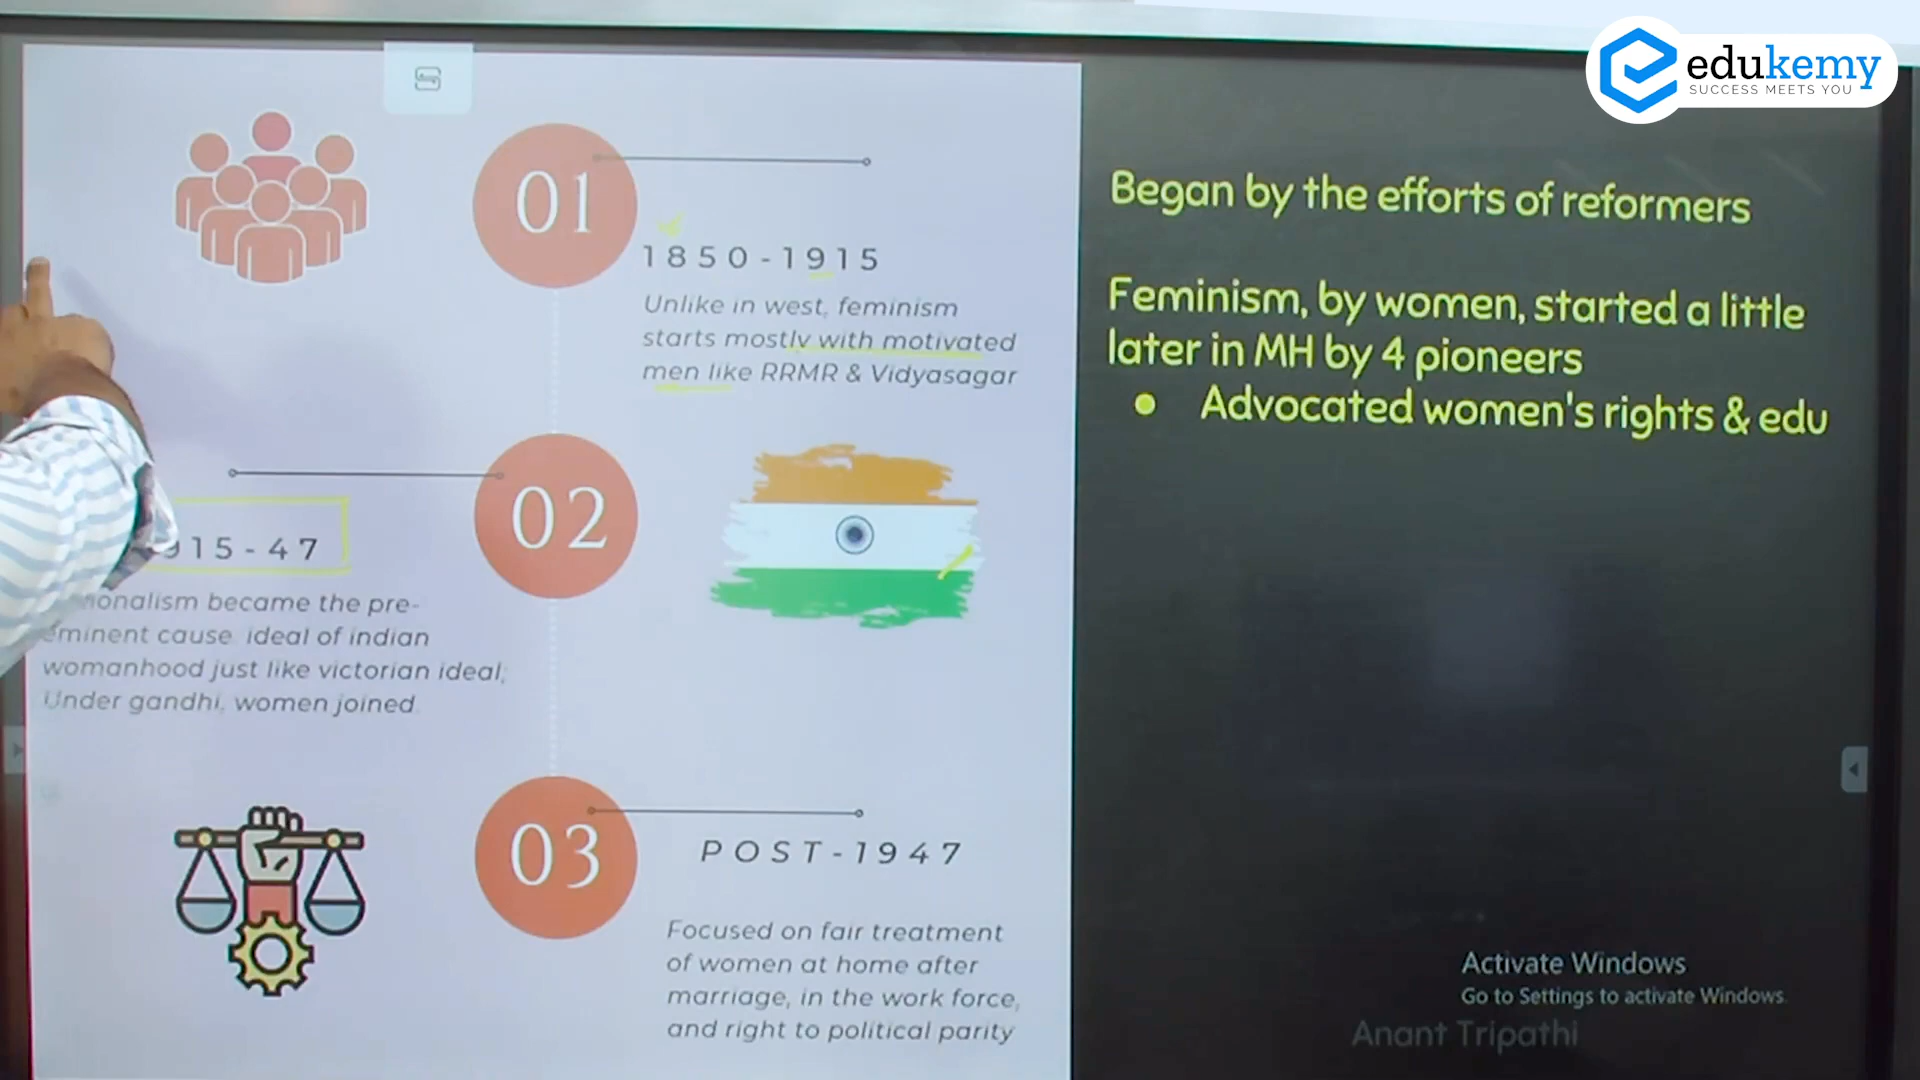 edukemy
SUCCESS MEETS YOU
01
1850-1915
Unlike in west, feminism
starts mostly with motivated
men like RRMR & Vidyasagar
02
15-47
became the pre-
eminent cause ideal of indian
womanhood just like victorian ideal;
Under gandhi, women joined
03
POST-1947
Focused on fair treatment
of women at home after
marriage, in the work force,
and right to political parity
Began by the efforts of reformers
Feminism, by women, started a little
later in MH by 4 pioneers
• Advocated women's rights & edu
Activate Windows
Go to Settings to activate Windows.
Anant Tripathi